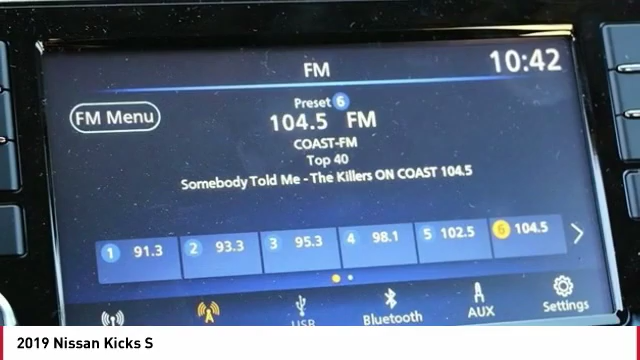 FM
10:42
FM Menu
Preset 6
104.5 FM
COAST-FM
Top 40
Somebody Told Me - The Killers ON COAST 104.5
1 91.3 2 93.3 3 95.3 4 98.1 5 102.5 6 104.5
USB Bluetooth AUX Settings
2019 Nissan Kicks S